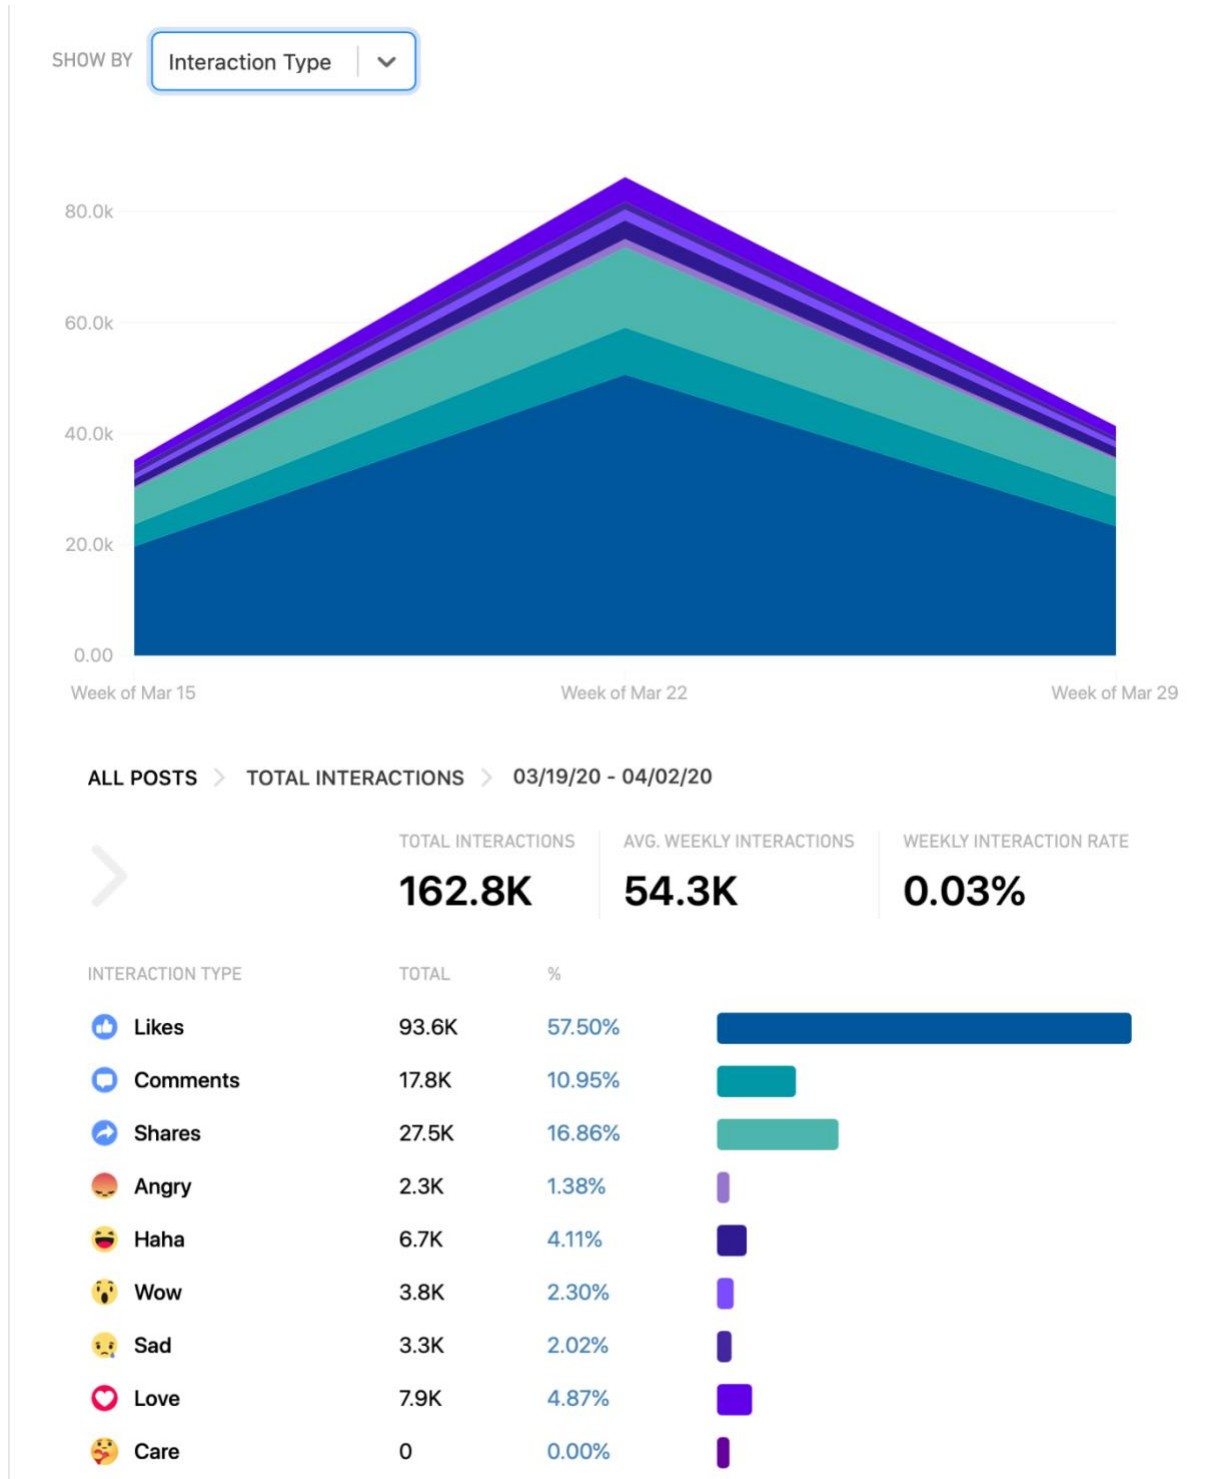 SHOW BY Interaction Type
80.0k
60.0k
40.0k
20.0k
0.00
Week of Mar 15 Week of Mar 22 Week of Mar 29
ALL POSTS TOTAL INTERACTIONS 03/19/20 - 04/02/20
TOTAL INTERACTIONS AVG. WEEKLY INTERACTIONS WEEKLY INTERACTION RATE
162.8K 54.3K 0.03%
INTERACTION TYPE TOTAL %
Likes 93.6K 57.50%
Comments 17.8K 10.95%
Shares 27.5K 16.86%
Angry 2.3K 1.38%
Haha 6.7K 4.11%
Wow 3.8K 2.30%
Sad 3.3K 2.02%
Love 7.9K 4.87%
Care 0 0.00%